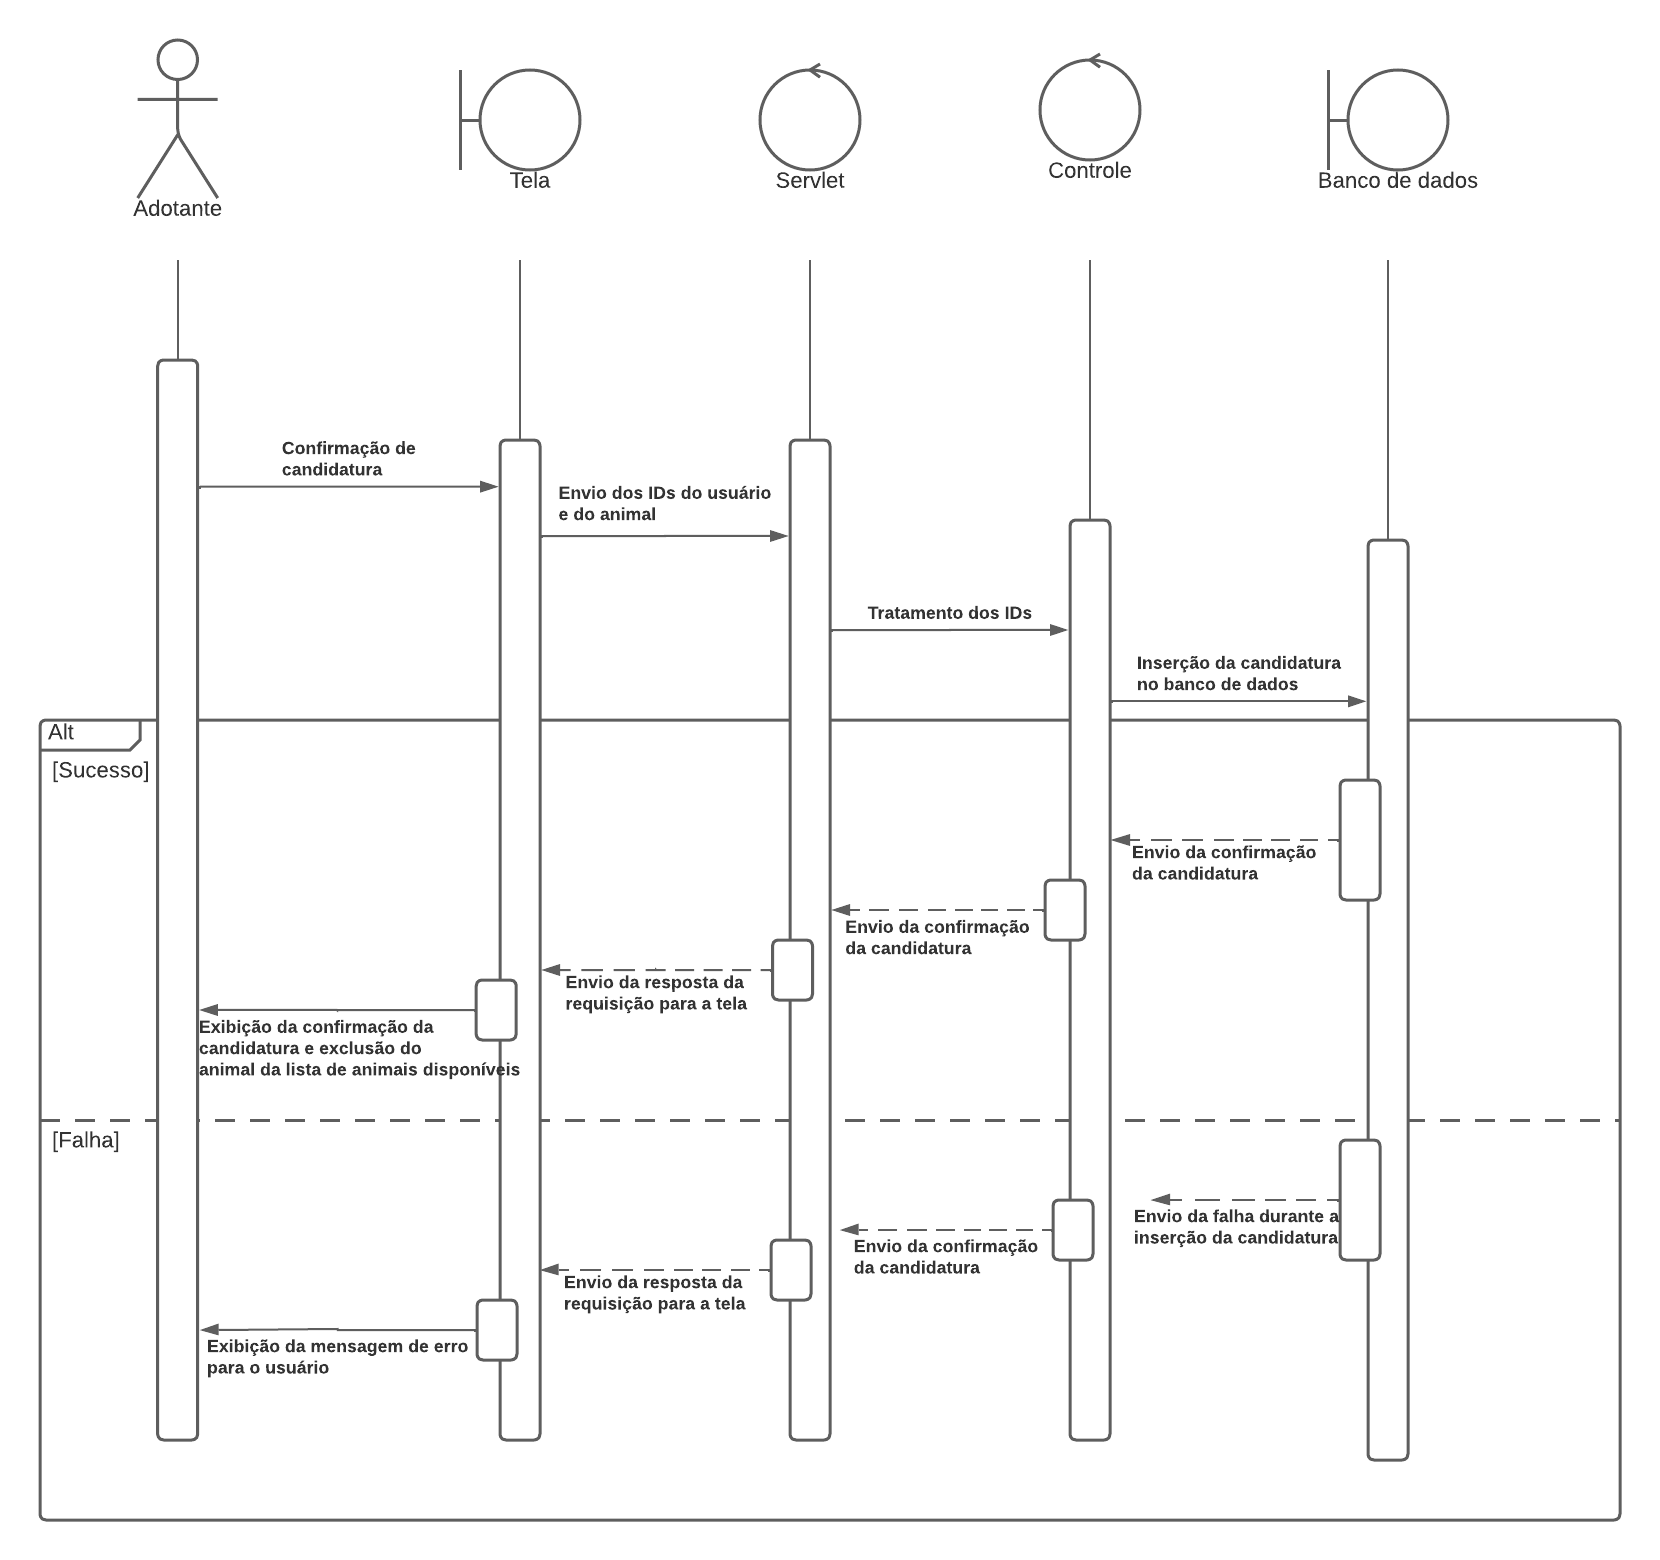 Adotante
Tela
Servlet
Controle
Banco de dados
Confirmação de
candidatura
Envio dos IDs do usuário
e do animal
Tratamento dos IDs
Inserção da candidatura
no banco de dados
Alt
[Sucesso]
Envio da confirmação
da candidatura
Envio da confirmação
da candidatura
Envio da resposta da
requisição para a tela
Exibição da confirmação da
candidatura e exclusão do
animal da lista de animais disponíveis
[Falha]
Envio da falha durante a
inserção da candidatura
Envio da confirmação
da candidatura
Envio da resposta da
requisição para a tela
Exibição da mensagem de erro
para o usuário